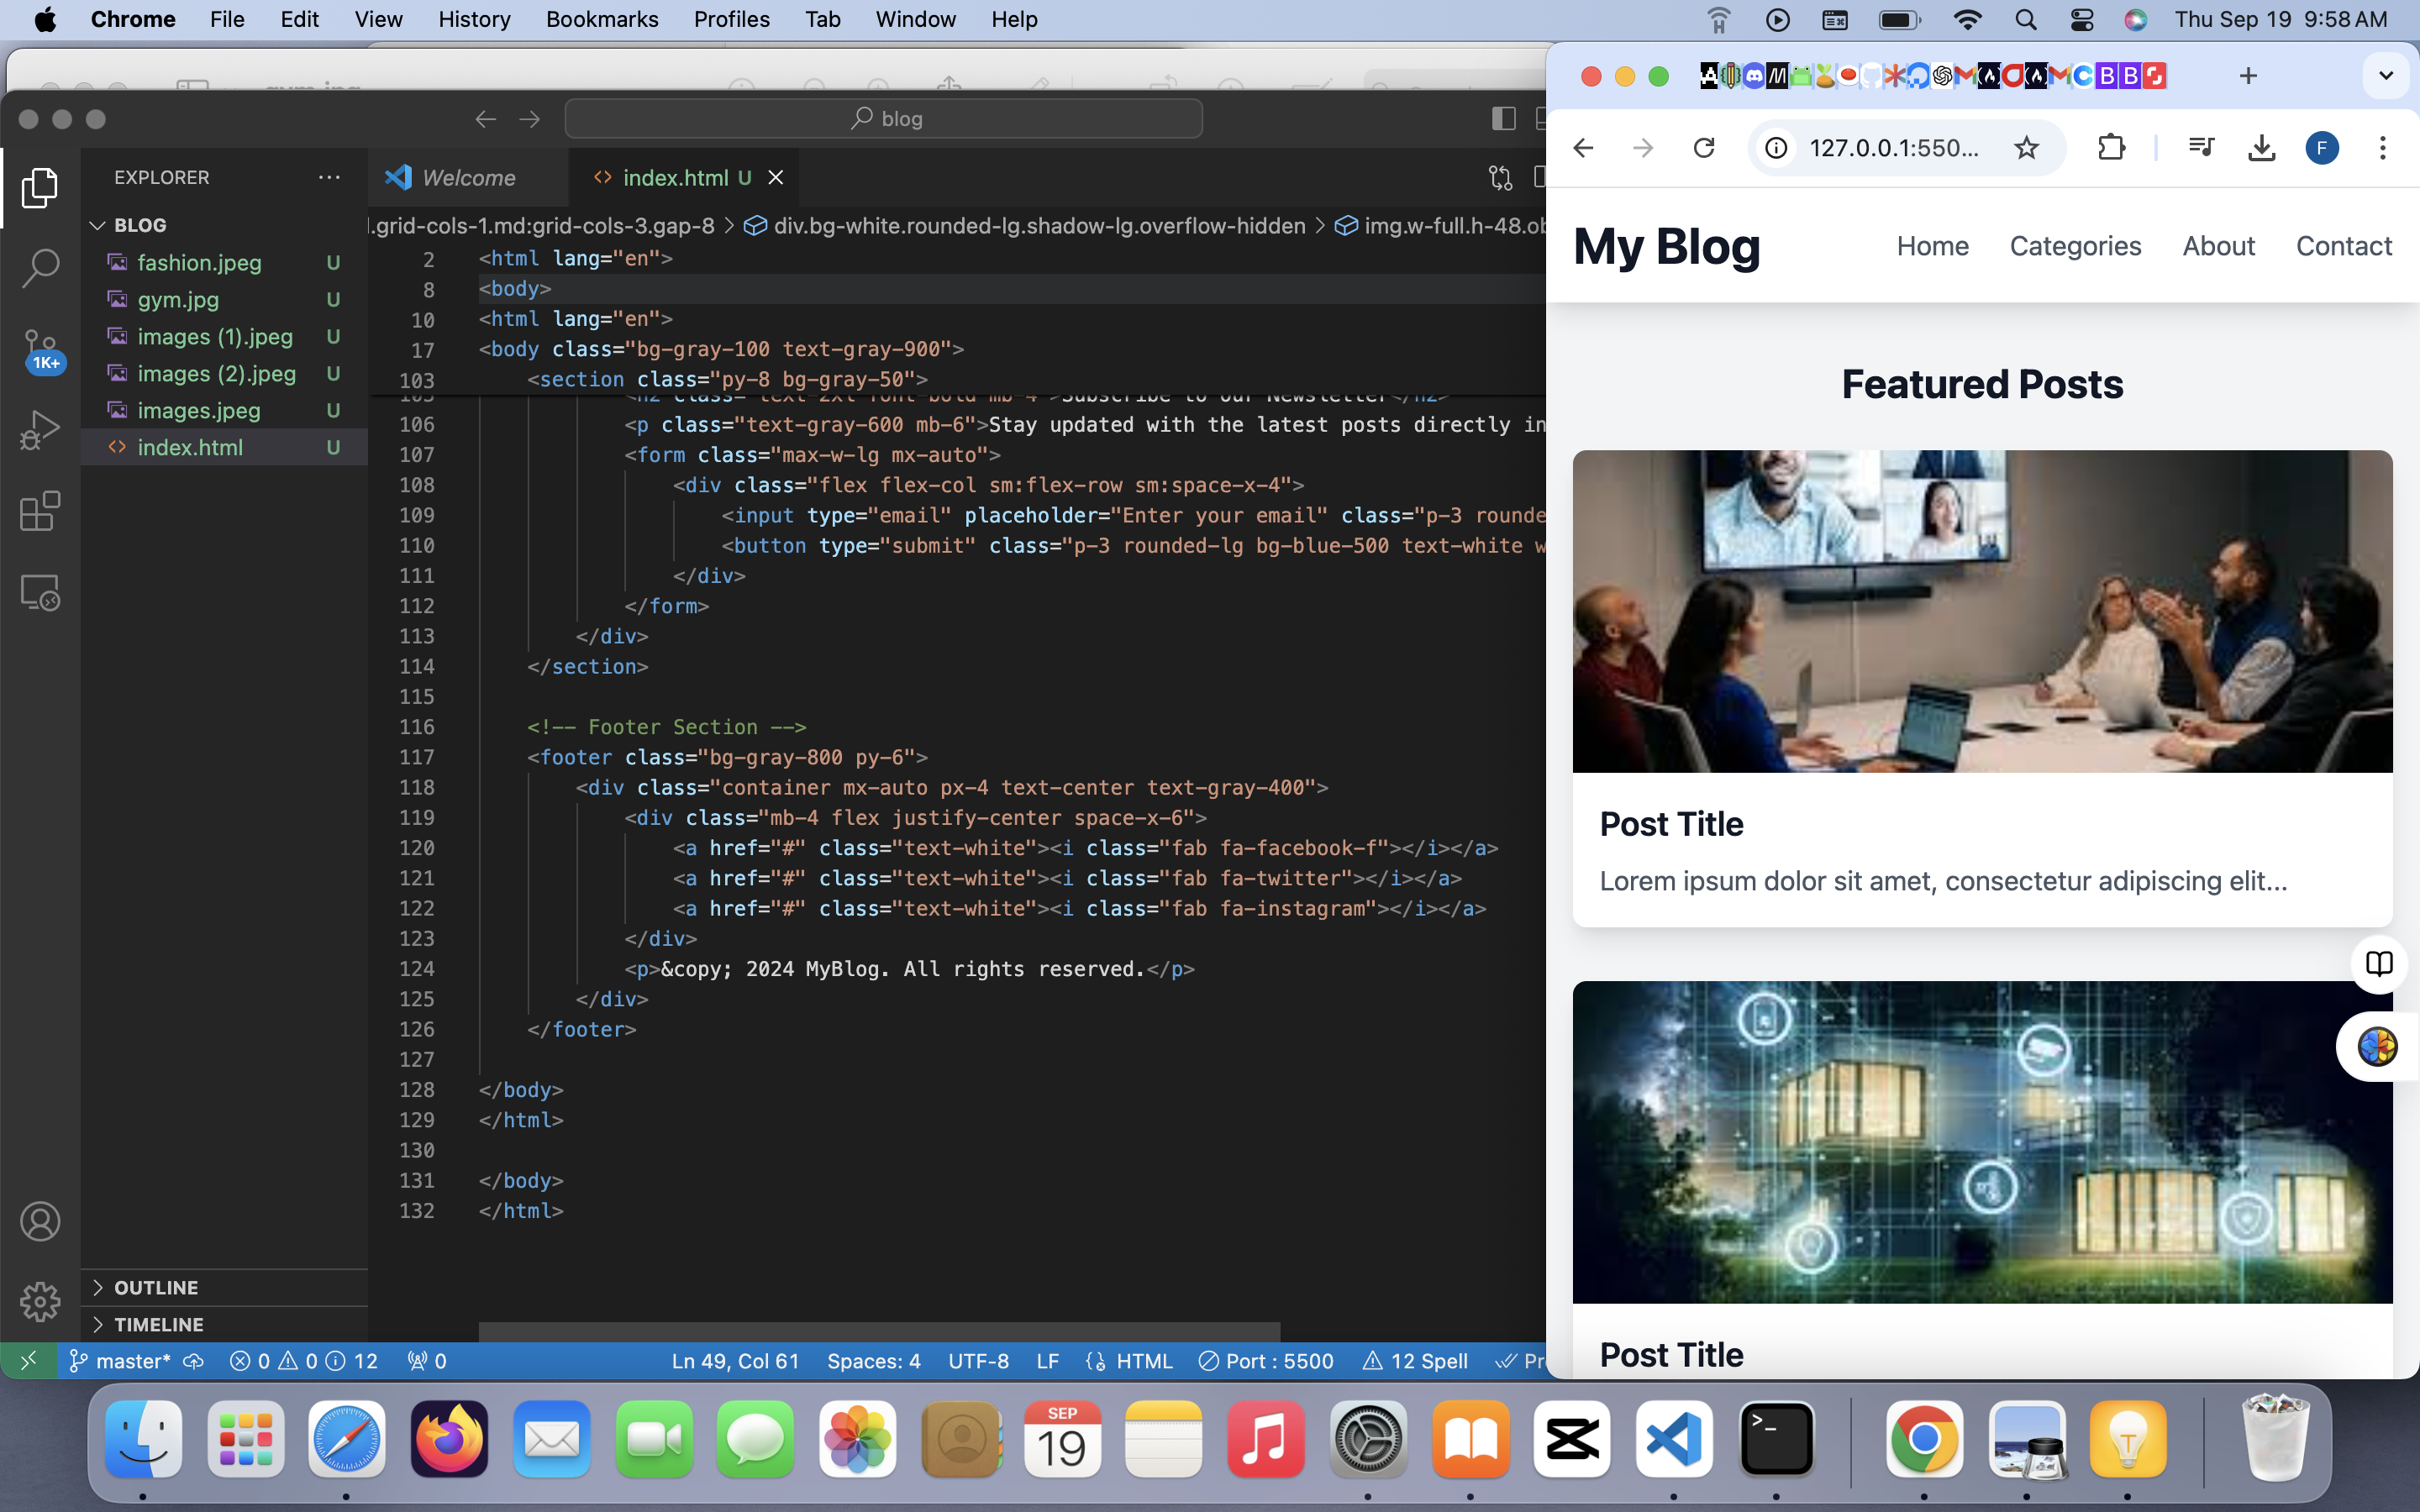 Chrome File Edit View History Bookmarks Profiles Tab Window Help Thu Sep 19 9:58 AM
blog
EXPLORER
BLOG
fashion.jpeg U
gym.jpg U
images (1).jpeg U
images (2).jpeg U
images.jpeg U
index.html U
1K+
OUTLINE
TIMELINE
Welcome
index.html U
.grid-cols-1.md:grid-cols-3.gap-8 > div.bg-white.rounded-lg.shadow-lg.overflow-hidden > img.w-full.h-48.ob
2 <html lang="en">
8 <body>
10 <html lang="en">
17 <body class="bg-gray-100 text-gray-900">
103 <section class="py-8 bg-gray-50">
105 <h2 class="text-2xl font-bold mb-4">Subscribe to our Newsletter</h2>
106 <p class="text-gray-600 mb-6">Stay updated with the latest posts directly in
107 <form class="max-w-lg mx-auto">
108 <div class="flex flex-col sm:flex-row sm:space-x-4">
109 <input type="email" placeholder="Enter your email" class="p-3 rounde
110 <button type="submit" class="p-3 rounded-lg bg-blue-500 text-white w
111 </div>
112 </form>
113 </div>
114 </section>
115
116 <!-- Footer Section -->
117 <footer class="bg-gray-800 py-6">
118 <div class="container mx-auto px-4 text-center text-gray-400">
119 <div class="mb-4 flex justify-center space-x-6">
120 <a href="#" class="text-white"><i class="fab fa-facebook-f"></i></a>
121 <a href="#" class="text-white"><i class="fab fa-twitter"></i></a>
122 <a href="#" class="text-white"><i class="fab fa-instagram"></i></a>
123 </div>
124 <p>&copy; 2024 MyBlog. All rights reserved.</p>
125 </div>
126 </footer>
127
128 </body>
129 </html>
130
131 </body>
132 </html>
master* 0 0 12 0 Ln 49, Col 61 Spaces: 4 UTF-8 LF HTML Port : 5500 12 Spell
127.0.0.1:550... F
My Blog
Home Categories About Contact
Featured Posts
Post Title
Lorem ipsum dolor sit amet, consectetur adipiscing elit...
Post Title
SEP
19